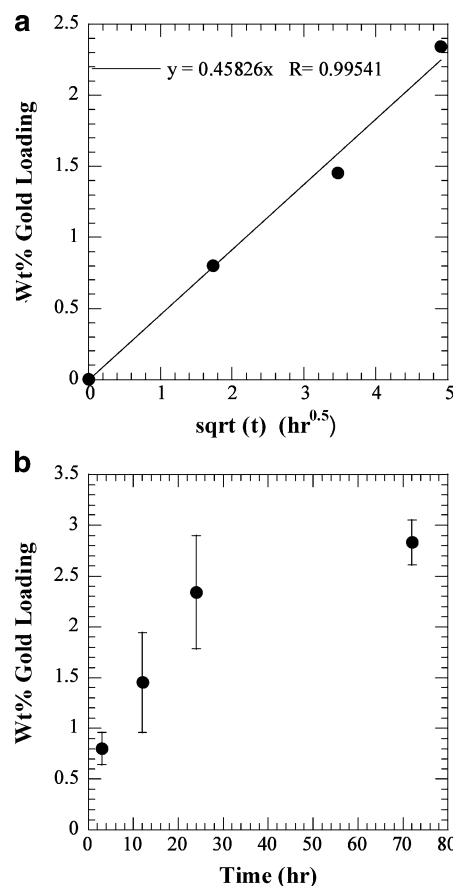 a
2.5
2
1.5
1
0.5
0
y = 0.45826x R= 0.99541
Wt% Gold Loading
0 1 2 3 4 5
sqrt (t) (hr^0.5)
b
3.5
3
2.5
2
1.5
1
0.5
0
Wt% Gold Loading
0 10 20 30 40 50 60 70 80
Time (hr)